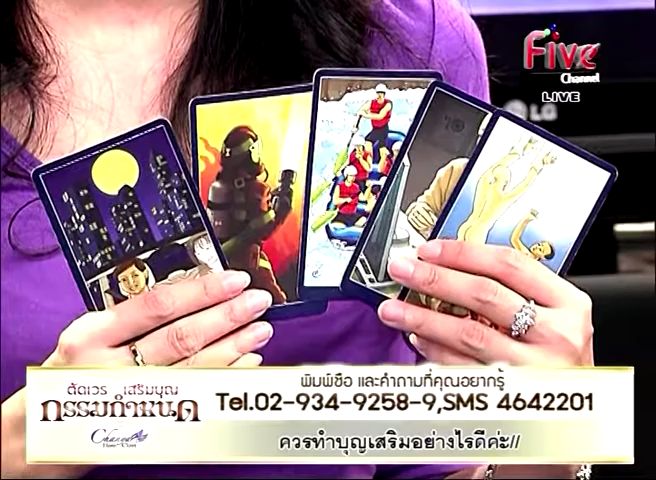 Five
Channel
LIVE
LG
ตัดเวร เสริมบุญ
กรรมกำหนด
พิมพ์ชื่อ และคำถามที่คุณอยากรู้
Tel.02-934-9258-9,SMS 4642201
ควรทำบุญเสริมอย่างไรดีค่ะ//